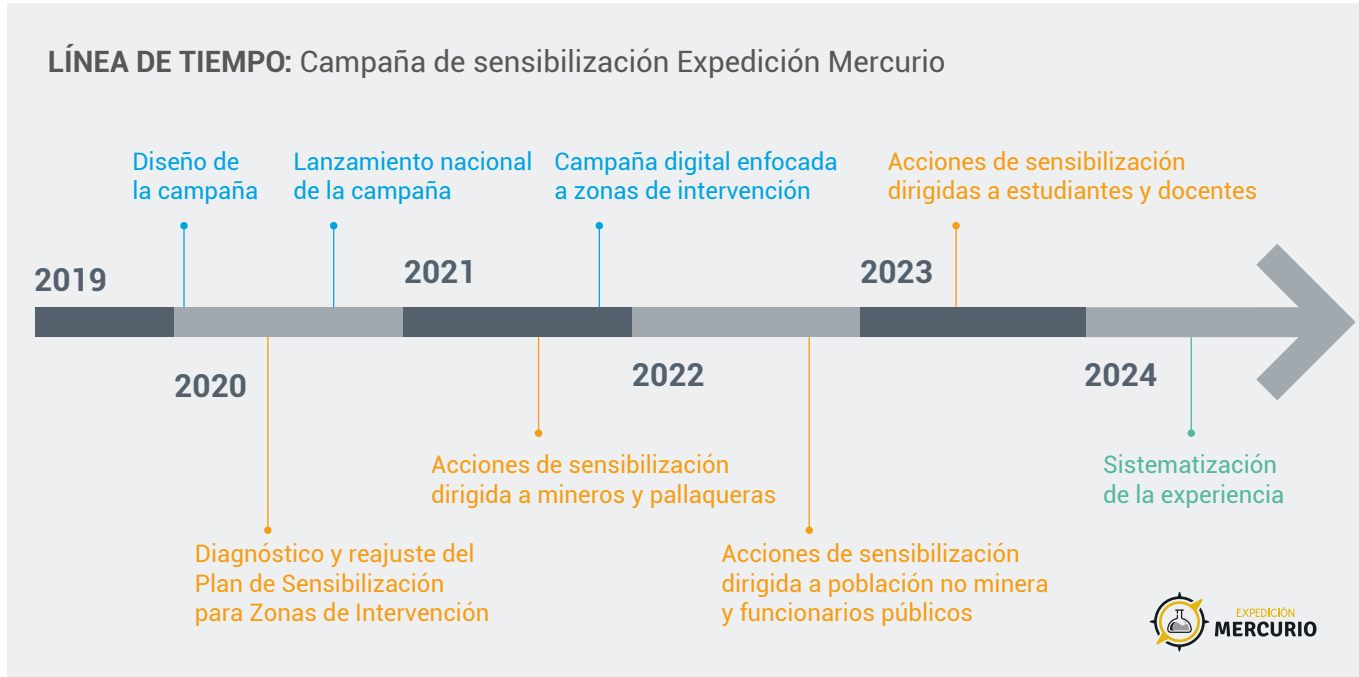 LÍNEA DE TIEMPO: Campaña de sensibilización Expedición Mercurio
Diseño de
la campaña
Lanzamiento nacional
de la campaña
Campaña digital enfocada
a zonas de intervención
Acciones de sensibilización
dirigidas a estudiantes y docentes
2019
2021
2023
2020
2022
2024
Acciones de sensibilización
dirigida a mineros y pallaqueras
Sistematización
de la experiencia
Diagnóstico y reajuste del
Plan de Sensibilización
para Zonas de Intervención
Acciones de sensibilización
dirigida a población no minera
y funcionarios públicos
EXPEDICIÓN
MERCURIO